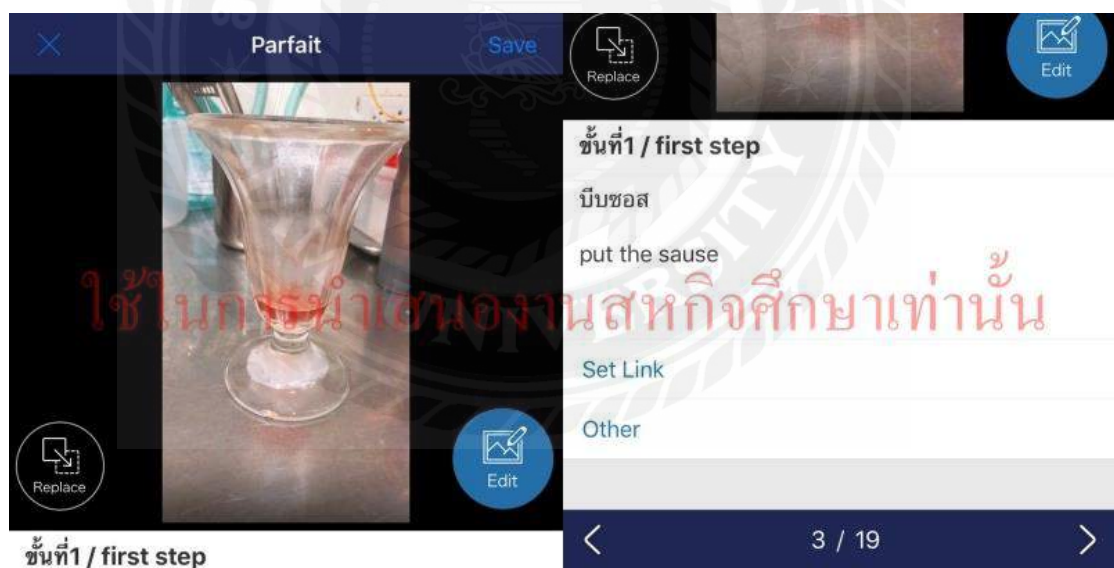 Parfait
Save
Replace
Edit
ขั้นที่1 / first step
Replace
Edit
ขั้นที่1 / first step
บีบซอส
put the sause
Set Link
Other
3 / 19
ใช้ในการนำเสนองานสหกิจศึกษาเท่านั้น